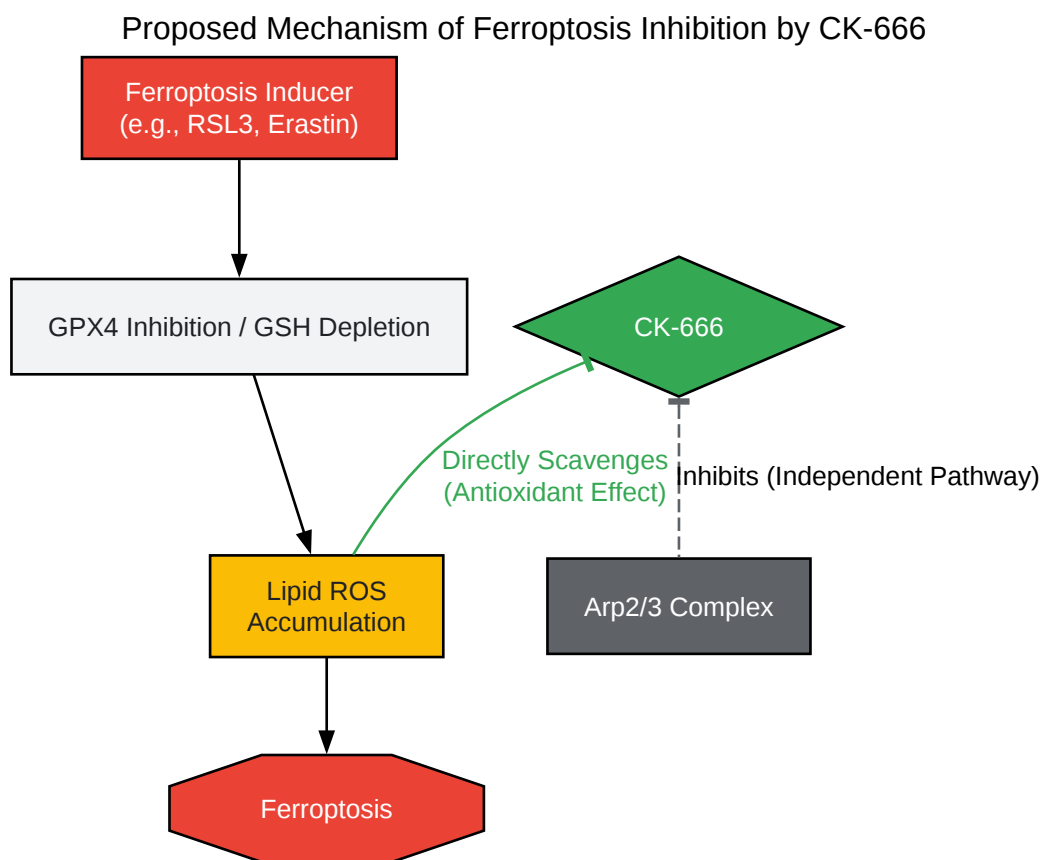 Proposed Mechanism of Ferroptosis Inhibition by CK-666
Ferroptosis Inducer
(e.g., RSL3, Erastin)
GPX4 Inhibition / GSH Depletion
CK-666
Directly Scavenges
(Antioxidant Effect)
Inhibits (Independent Pathway)
Lipid ROS
Accumulation
Arp2/3 Complex
Ferroptosis